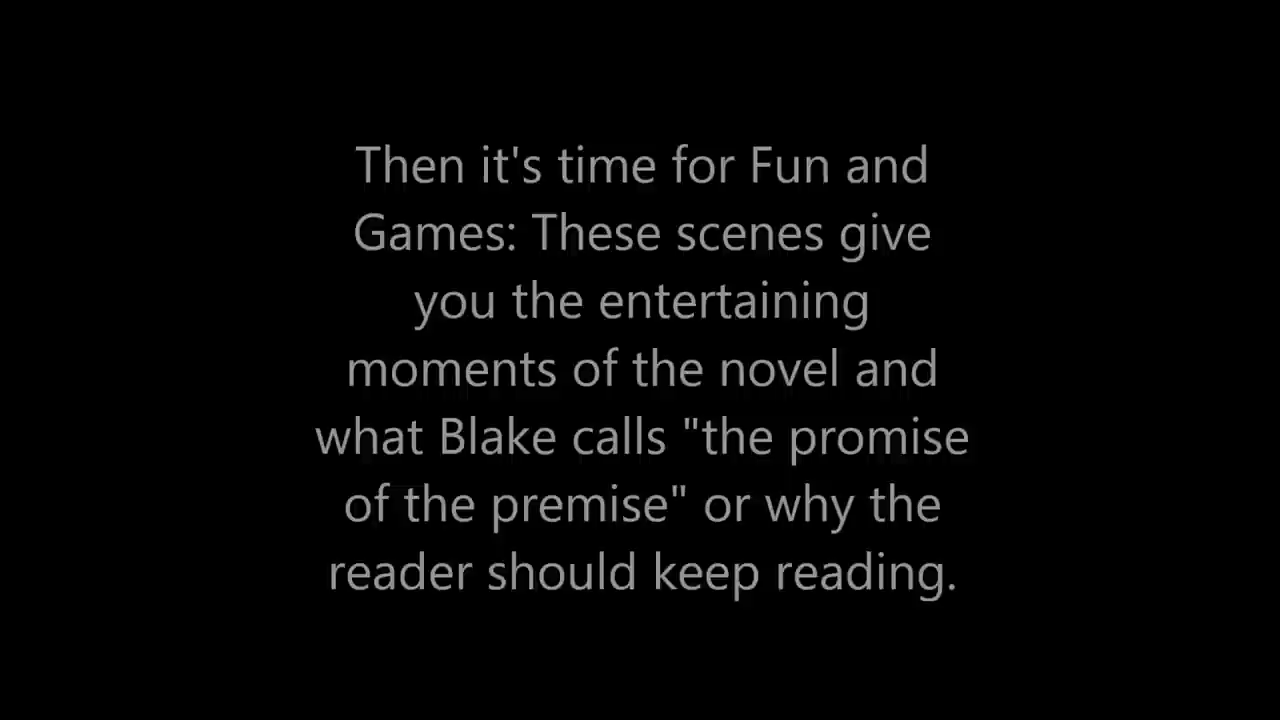 Then it's time for Fun and
Games: These scenes give
you the entertaining
moments of the novel and
what Blake calls "the promise
of the premise" or why the
reader should keep reading.